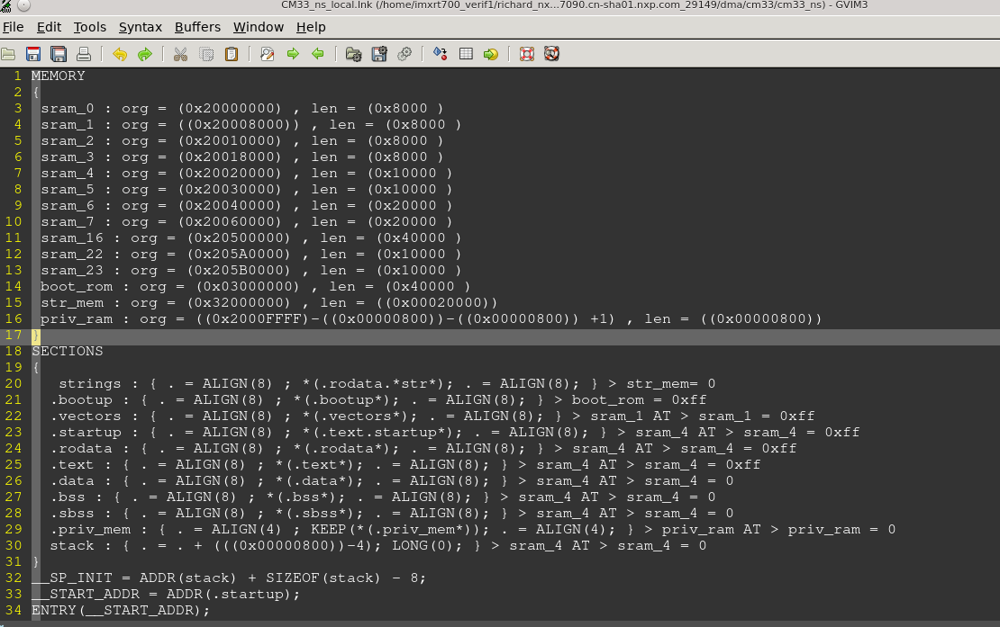 CM33_ns_local.lnk (/home/imxrt700_verif1/richard_nx...7090.cn-sha01.nxp.com_29149/dma/cm33/cm33_ns) - GVIM3
File Edit Tools Syntax Buffers Window Help
1 MEMORY
2 {
3 sram_0 : org = (0x20000000) , len = (0x8000 )
4 sram_1 : org = ((0x20008000)) , len = (0x8000 )
5 sram_2 : org = (0x20010000) , len = (0x8000 )
6 sram_3 : org = (0x20018000) , len = (0x8000 )
7 sram_4 : org = (0x20020000) , len = (0x10000 )
8 sram_5 : org = (0x20030000) , len = (0x10000 )
9 sram_6 : org = (0x20040000) , len = (0x20000 )
10 sram_7 : org = (0x20060000) , len = (0x20000 )
11 sram_16 : org = (0x20500000) , len = (0x40000 )
12 sram_22 : org = (0x205A0000) , len = (0x10000 )
13 sram_23 : org = (0x205B0000) , len = (0x10000 )
14 boot_rom : org = (0x03000000) , len = (0x40000 )
15 str_mem : org = (0x32000000) , len = ((0x00020000))
16 priv_ram : org = ((0x2000FFFF)-((0x00000800))-((0x00000800)) +1) , len = ((0x00000800))
17 }
18 SECTIONS
19 {
20 strings : { . = ALIGN(8) ; *(.rodata.*str*); . = ALIGN(8); } > str_mem= 0
21 .bootup : { . = ALIGN(8) ; *(.bootup*); . = ALIGN(8); } > boot_rom = 0xff
22 .vectors : { . = ALIGN(8) ; *(.vectors*); . = ALIGN(8); } > sram_1 AT > sram_1 = 0xff
23 .startup : { . = ALIGN(8) ; *(.text.startup*); . = ALIGN(8); } > sram_4 AT > sram_4 = 0xff
24 .rodata : { . = ALIGN(8) ; *(.rodata*); . = ALIGN(8); } > sram_4 AT > sram_4 = 0xff
25 .text : { . = ALIGN(8) ; *(.text*); . = ALIGN(8); } > sram_4 AT > sram_4 = 0xff
26 .data : { . = ALIGN(8) ; *(.data*); . = ALIGN(8); } > sram_4 AT > sram_4 = 0
27 .bss : { . = ALIGN(8) ; *(.bss*); . = ALIGN(8); } > sram_4 AT > sram_4 = 0
28 .sbss : { . = ALIGN(8) ; *(.sbss*); . = ALIGN(8); } > sram_4 AT > sram_4 = 0
29 .priv_mem : { . = ALIGN(4) ; KEEP(*(.priv_mem*)); . = ALIGN(4); } > priv_ram AT > priv_ram = 0
30 stack : { . = . + (((0x00000800))-4); LONG(0); } > sram_4 AT > sram_4 = 0
31 }
32 __SP_INIT = ADDR(stack) + SIZEOF(stack) - 8;
33 __START_ADDR = ADDR(.startup);
34 ENTRY(__START_ADDR);